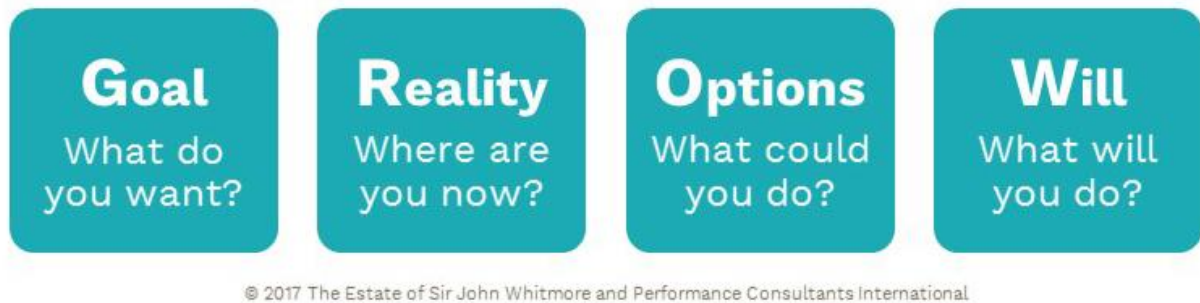 Goal
What do
you want?
Reality
Where are
you now?
Options
What could
you do?
Will
What will
you do?
© 2017 The Estate of Sir John Whitmore and Performance Consultants International